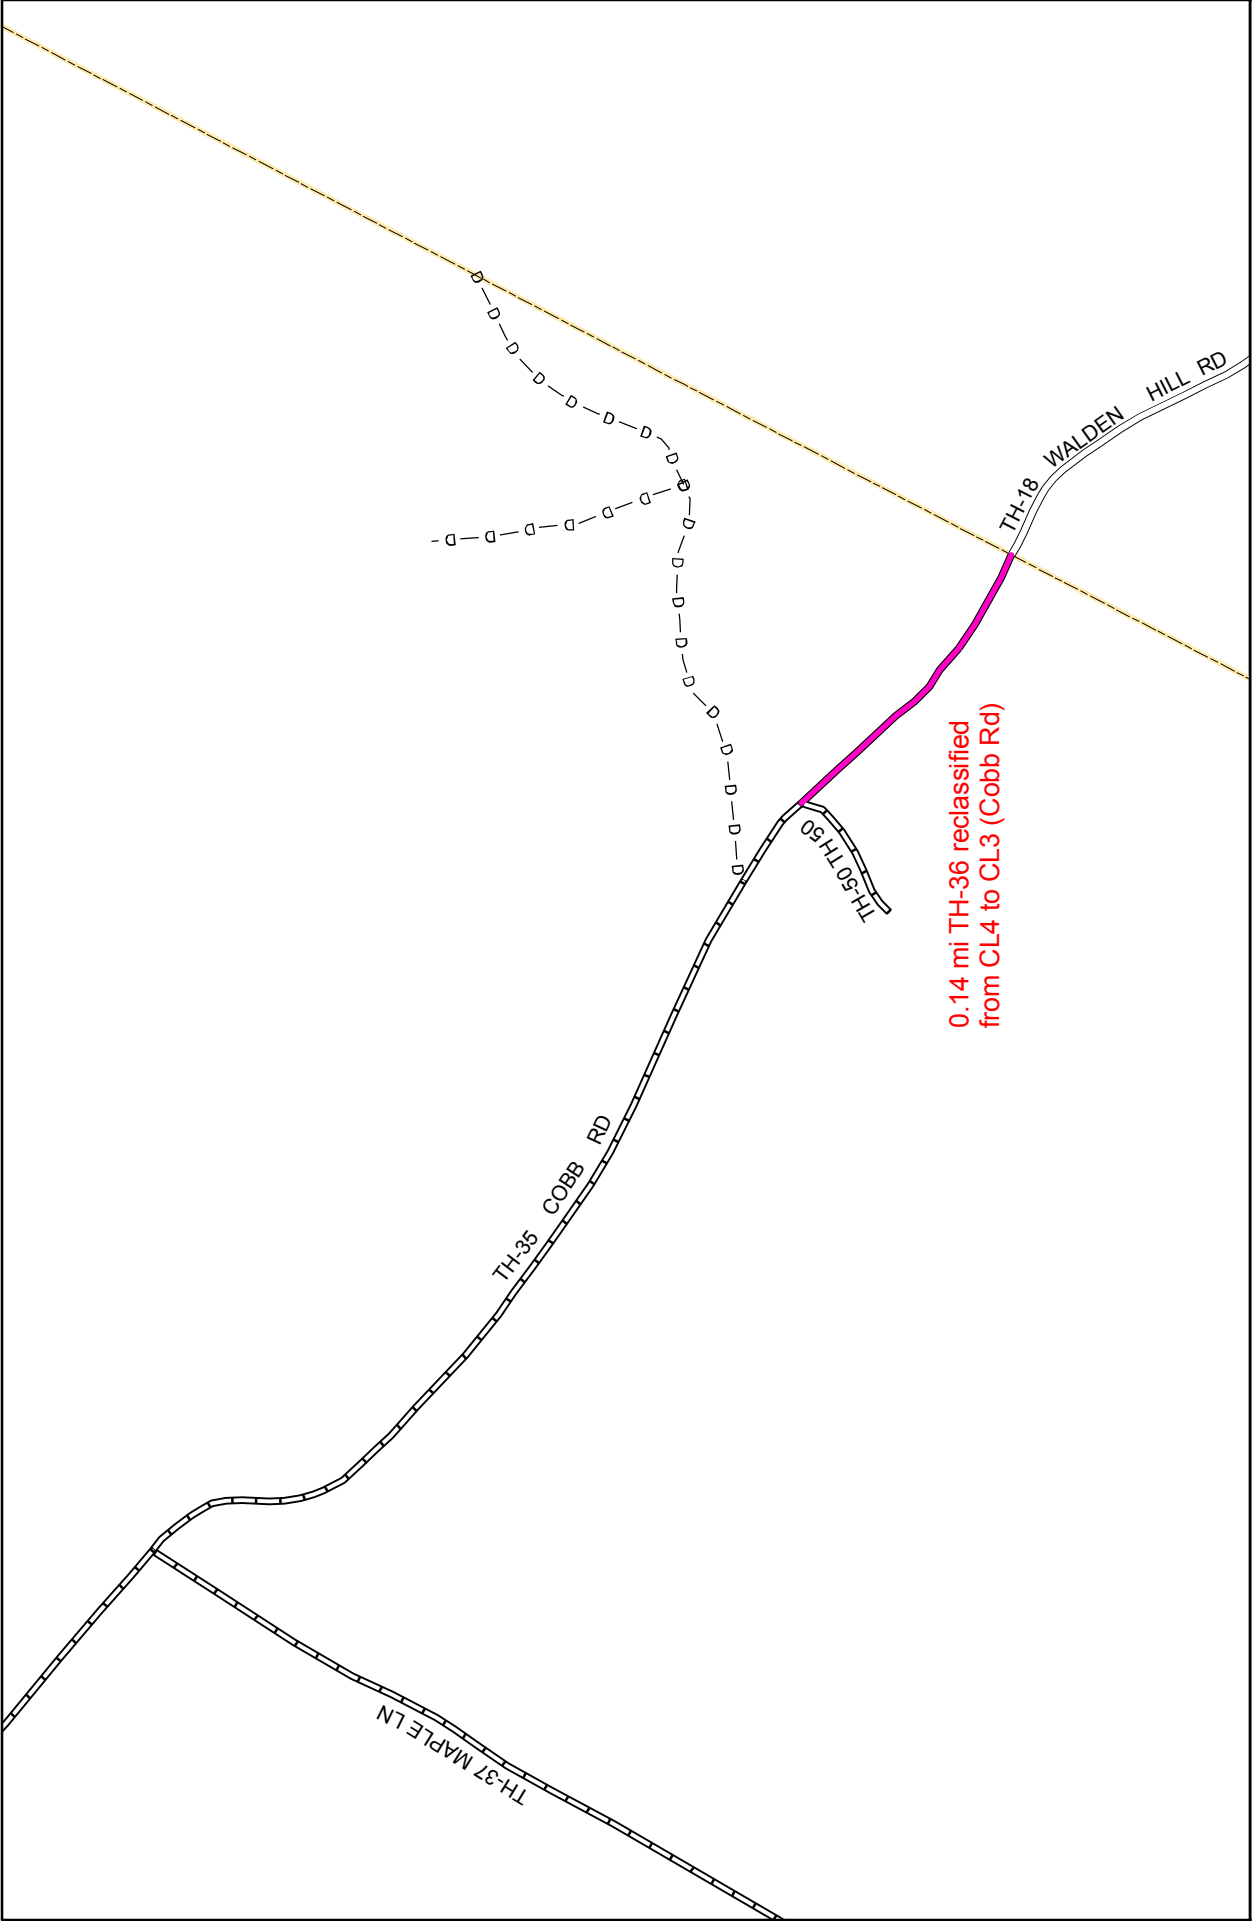 TH-18 WALDEN HILL RD
0.14 mi TH-36 reclassified
from CL4 to CL3 (Cobb Rd)
TH-50 TH 50
TH-35 COBB RD
TH-37 MAPLE LN
D D D D D D D D D
D D D D D D D
D D D D D D D D D D